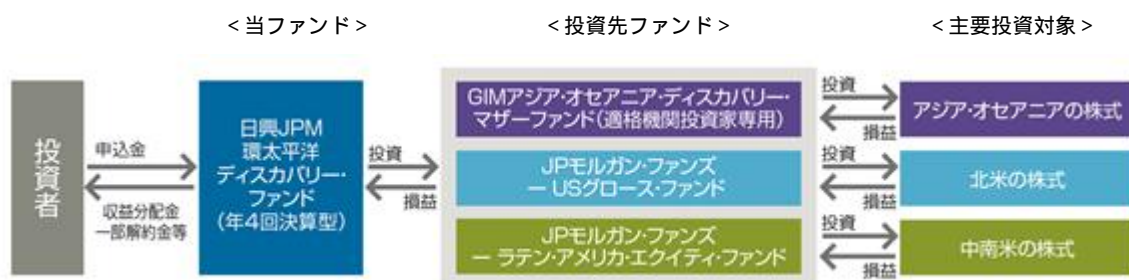 ＜当ファンド＞
＜投資先ファンド＞
＜主要投資対象＞
投資者
申込金
収益分配金
一部解約金等
日興JPM
環太平洋
ディスカバリー・
ファンド
(年4回決算型)
投資
損益
GIMアジア・オセアニア・ディスカバリー・
マザーファンド(適格機関投資家専用)
投資
損益
アジア・オセアニアの株式
JPモルガン・ファンズ
－USグロース・ファンド
投資
損益
北米の株式
JPモルガン・ファンズ
－ラテン・アメリカ・エクイティ・ファンド
投資
損益
中南米の株式